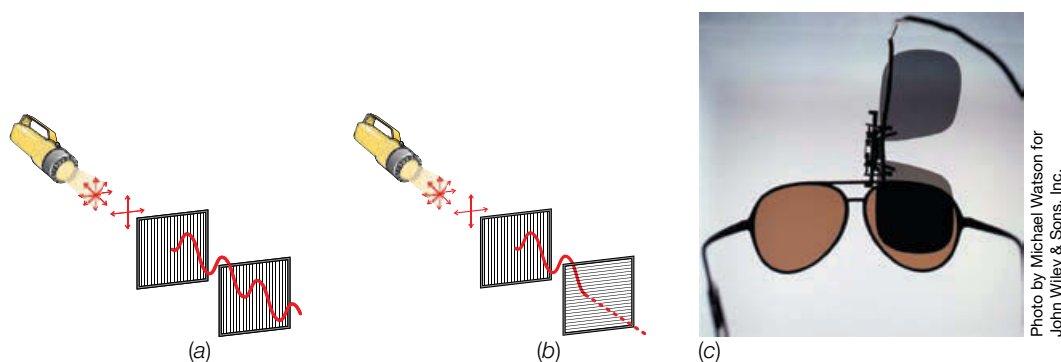 (a)
(b)
(c)
Photo by Michael Watson for
John Wiley & Sons, Inc.